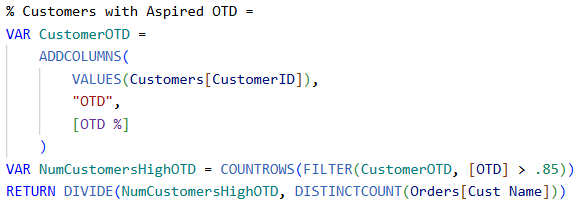 % Customers with Aspired OTD =
VAR CustomerOTD =
ADDCOLUMNS(
VALUES(Customers[CustomerID]),
"OTD",
[OTD %]
)
VAR NumCustomersHighOTD = COUNTROWS(FILTER(CustomerOTD, [OTD] > .85))
RETURN DIVIDE(NumCustomersHighOTD, DISTINCTCOUNT(Orders[Cust Name]))